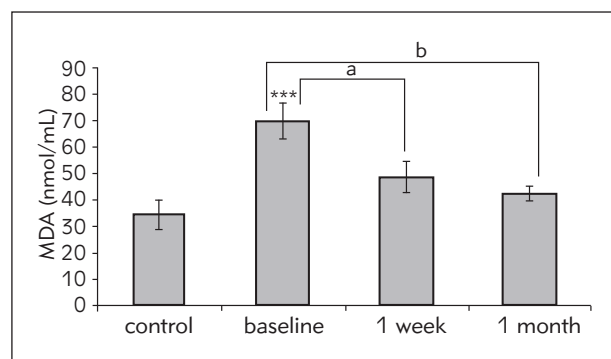 b
a
***
MDA (nmol/mL)
90
80
70
60
50
40
30
20
10
0
control
baseline
1 week
1 month